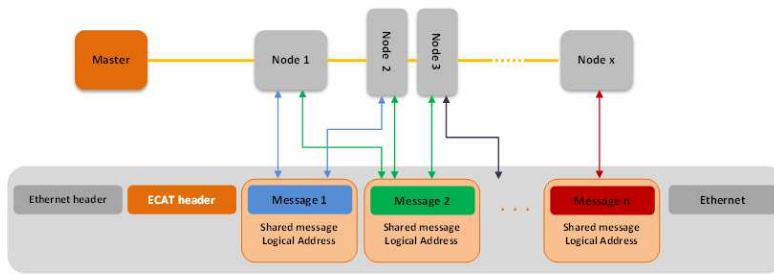 Master
Node 1
Node 2
Node 3
Node x
Ethernet header
ECAT header
Message 1
Shared message
Logical Address
Message 2
Shared message
Logical Address
. . .
Message n
Shared message
Logical Address
Ethernet